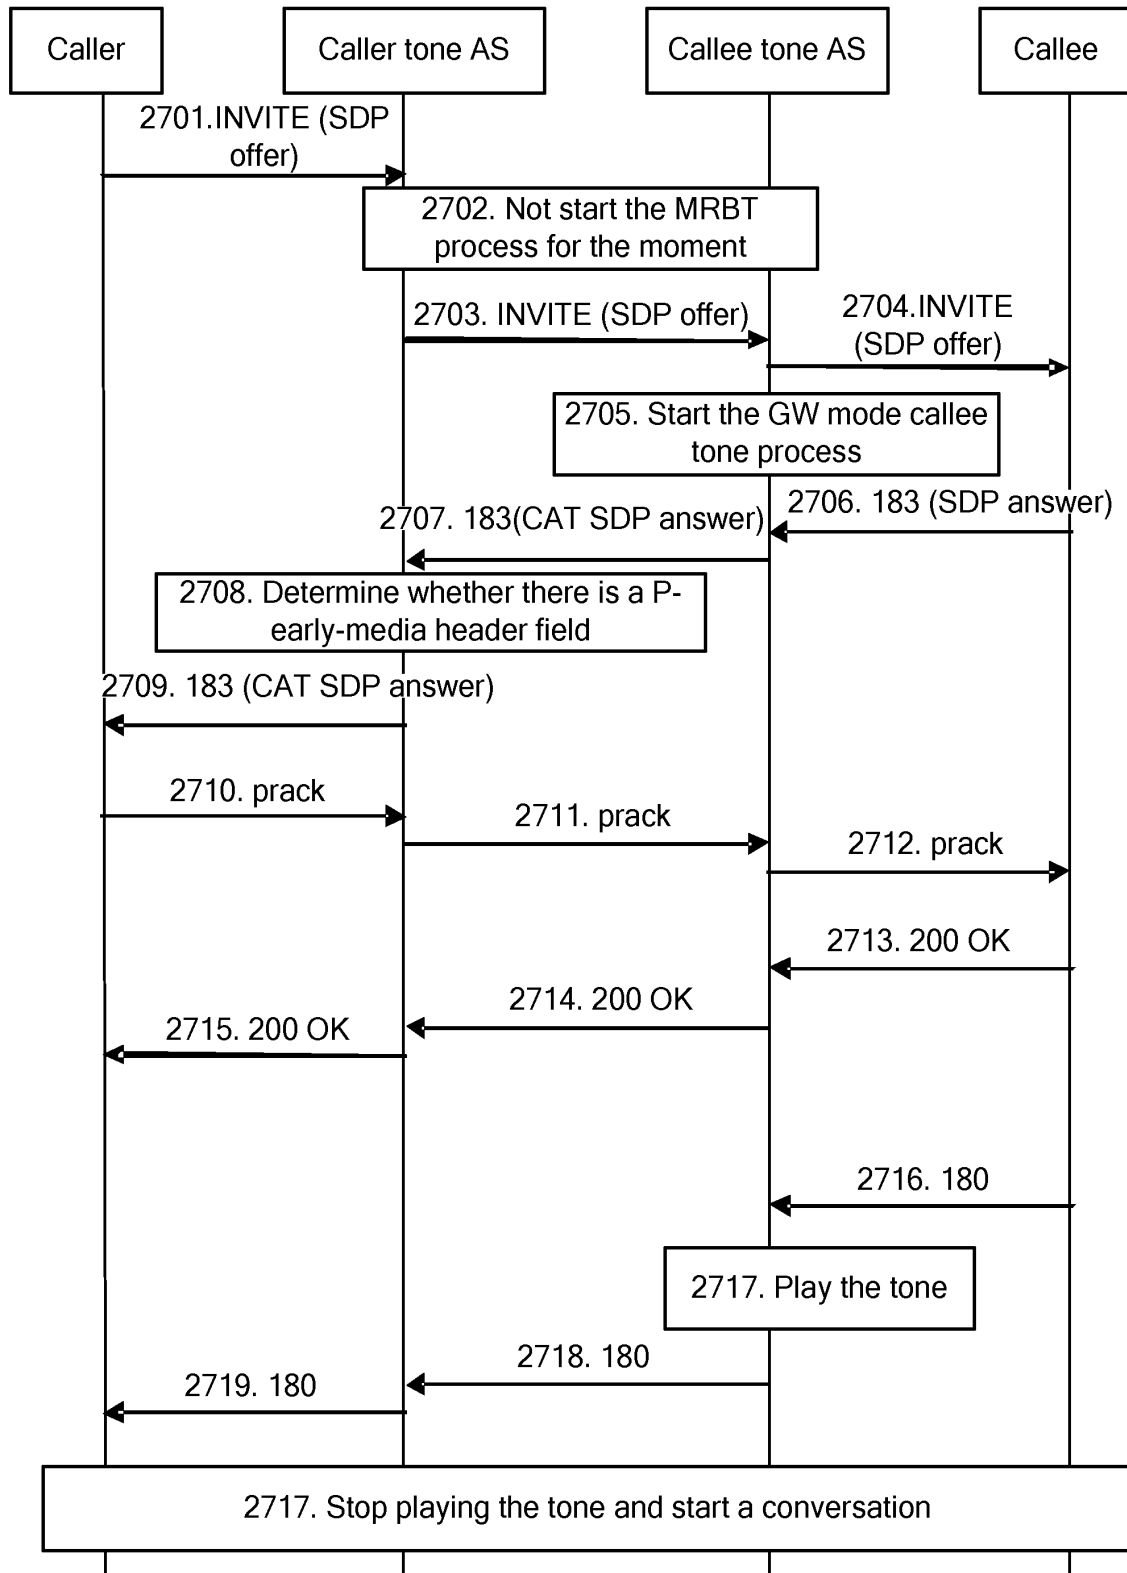 Caller
Caller tone AS
Callee tone AS
Callee
2701.INVITE (SDP
offer)
2702. Not start the MRBT
process for the moment
2703. INVITE (SDP offer)
2704.INVITE
(SDP offer)
2705. Start the GW mode callee
tone process
2706. 183 (SDP answer)
2707. 183(CAT SDP answer)
2708. Determine whether there is a P-
early-media header field
2709. 183 (CAT SDP answer)
2710. prack
2711. prack
2712. prack
2713. 200 OK
2714. 200 OK
2715. 200 OK
2716. 180
2717. Play the tone
2718. 180
2719. 180
2717. Stop playing the tone and start a conversation